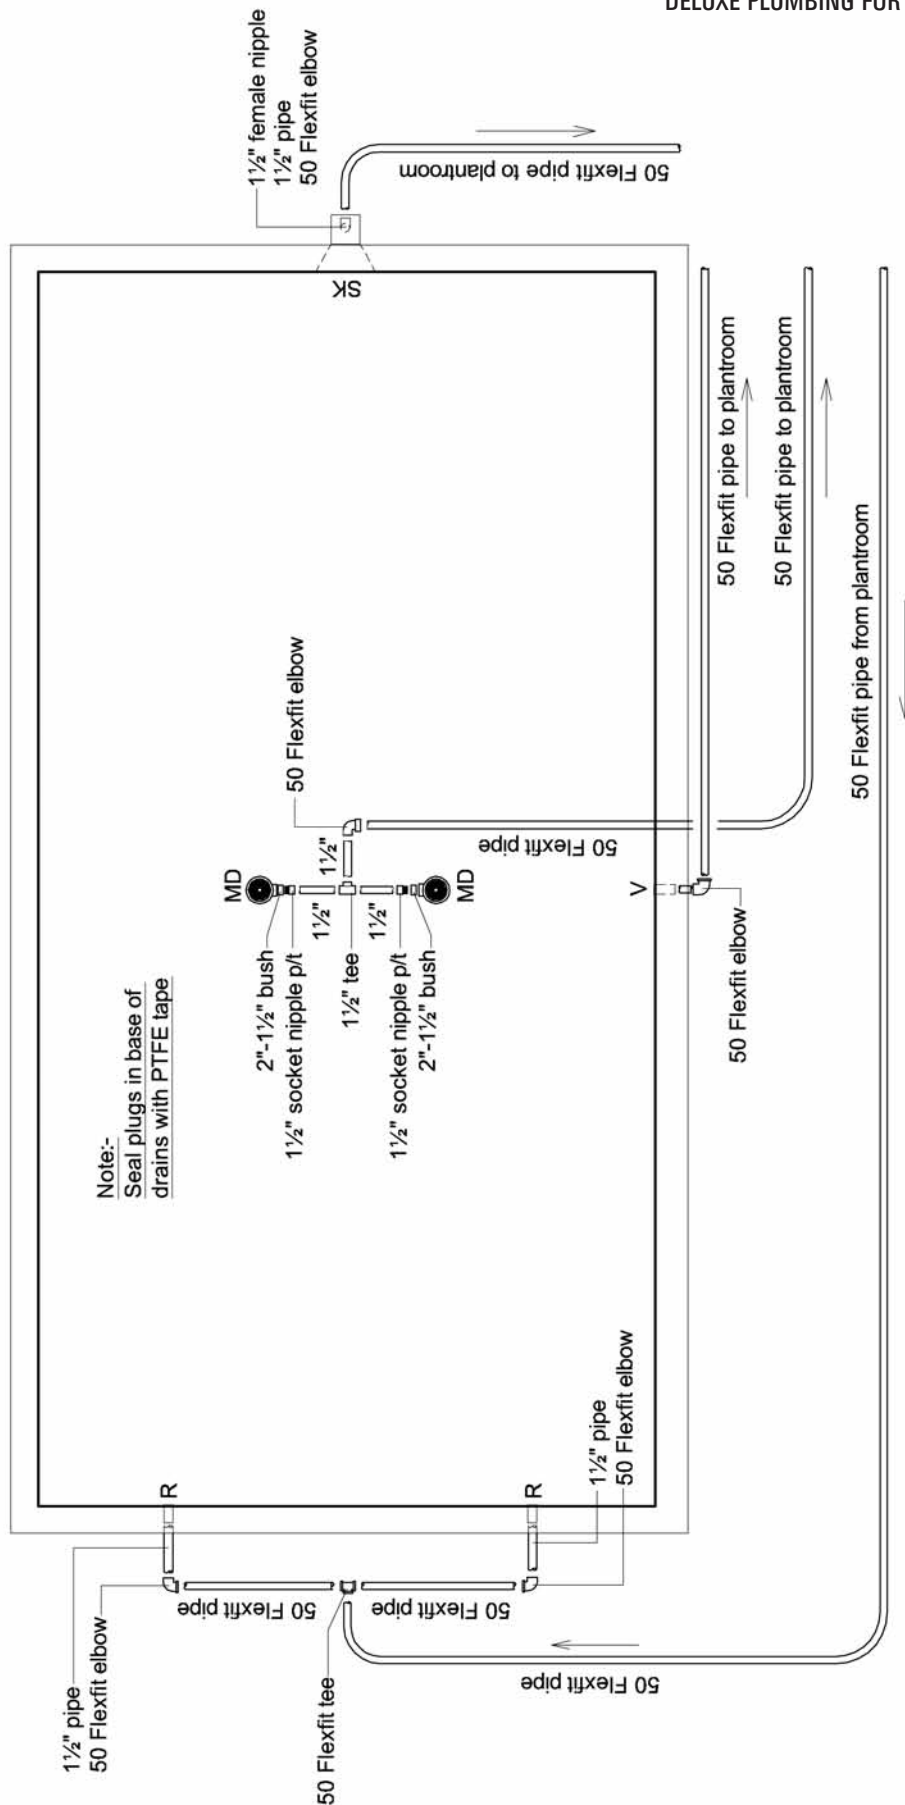 DELUXE PLUMBING FOR
1½" female nipple
1½" pipe
50 Flexfit elbow
50 Flexfit pipe to plantroom
SK
50 Flexfit pipe to plantroom
50 Flexfit pipe to plantroom
50 Flexfit pipe from plantroom
50 Flexfit elbow
50 Flexfit pipe
1½"
MD
MD
1½"
1½"
2"-1½" bush
1½" socket nipple p/t
1½" tee
1½" socket nipple p/t
2"-1½" bush
V
50 Flexfit elbow
Note:-
Seal plugs in base of
drains with PTFE tape
R
R
1½" pipe
50 Flexfit elbow
50 Flexfit pipe
50 Flexfit pipe
1½" pipe
50 Flexfit elbow
50 Flexfit tee
50 Flexfit pipe